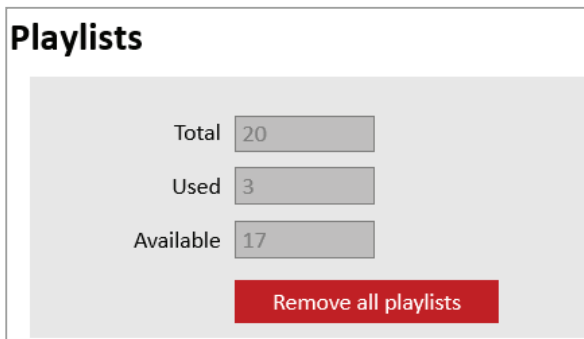 Playlists
Total 20
Used 3
Available 17
Remove all playlists